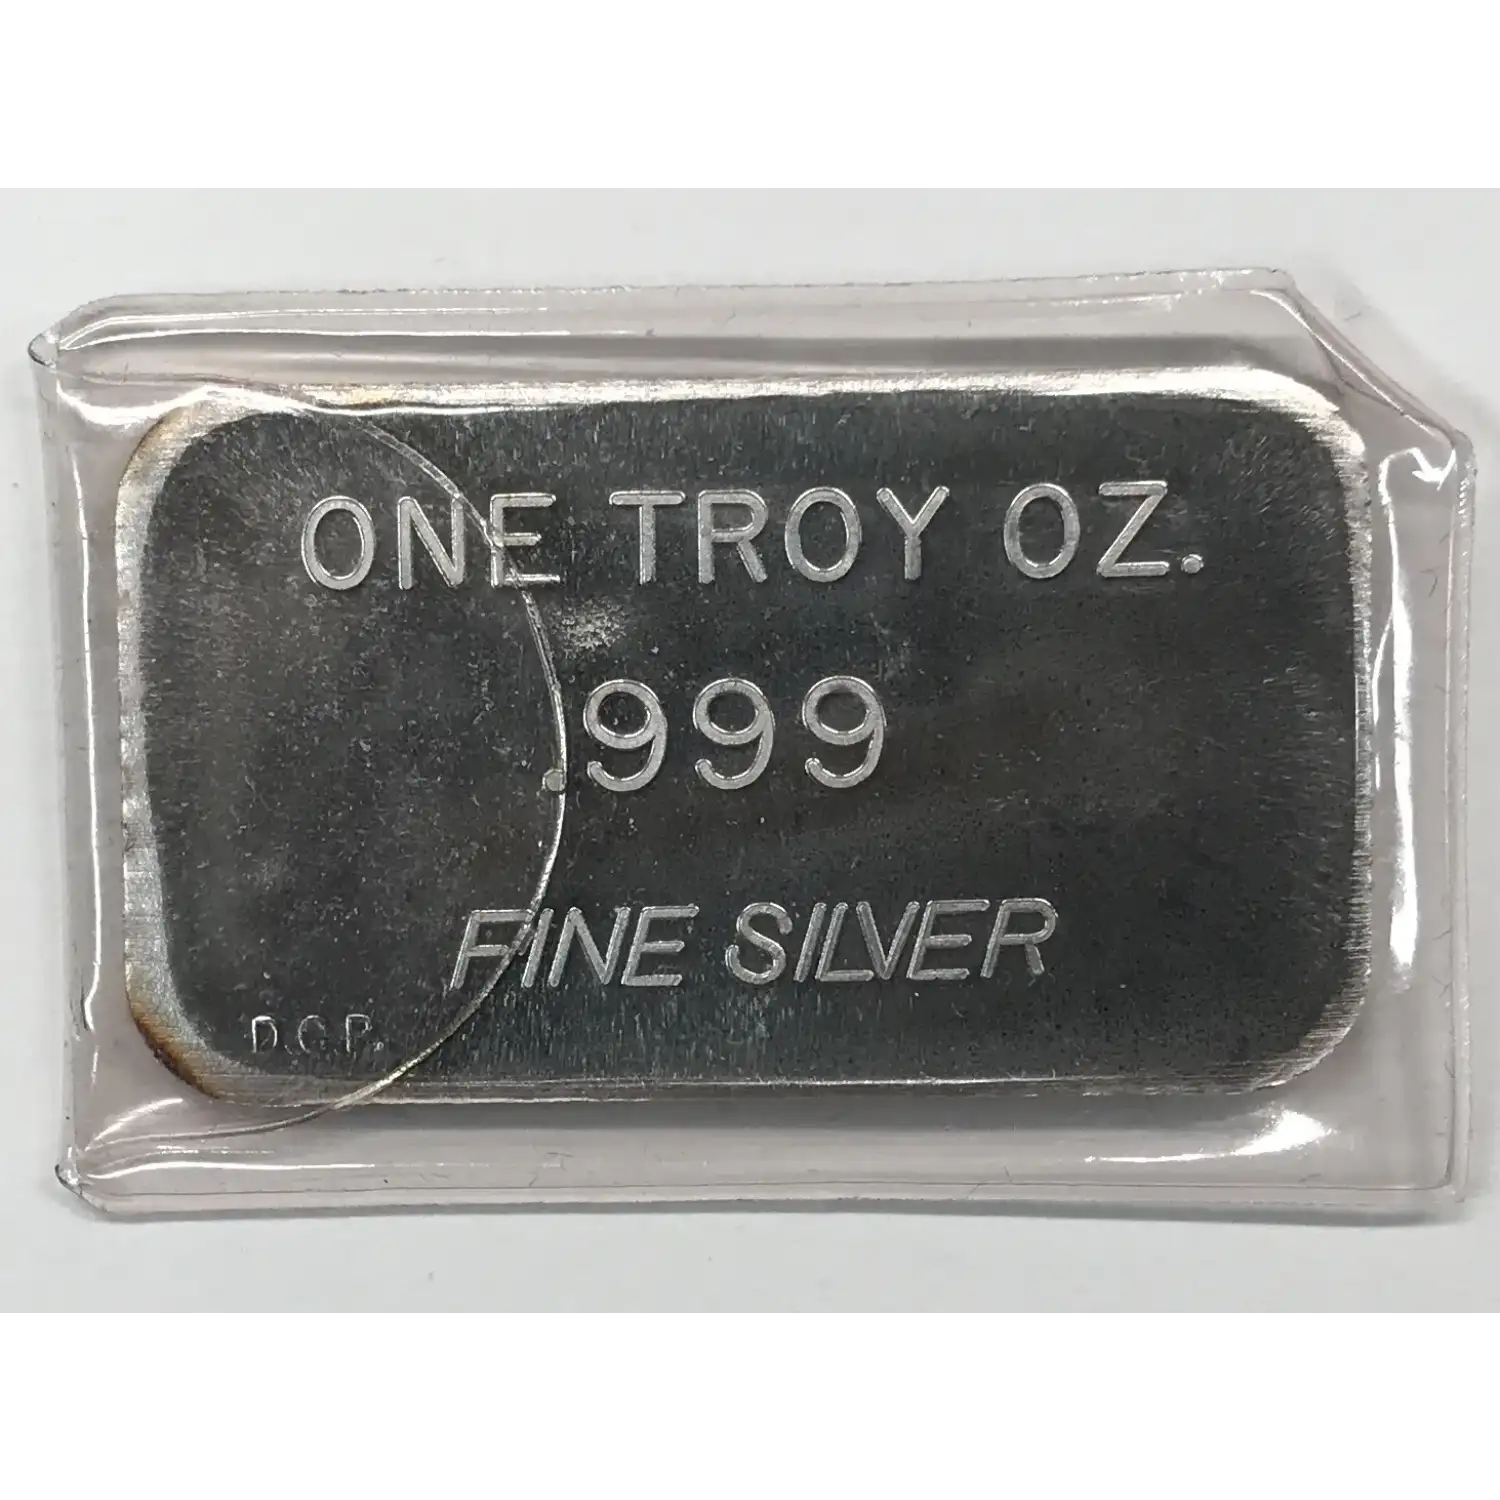 ONE TROY OZ.
.999
FINE SILVER
D.C.P.